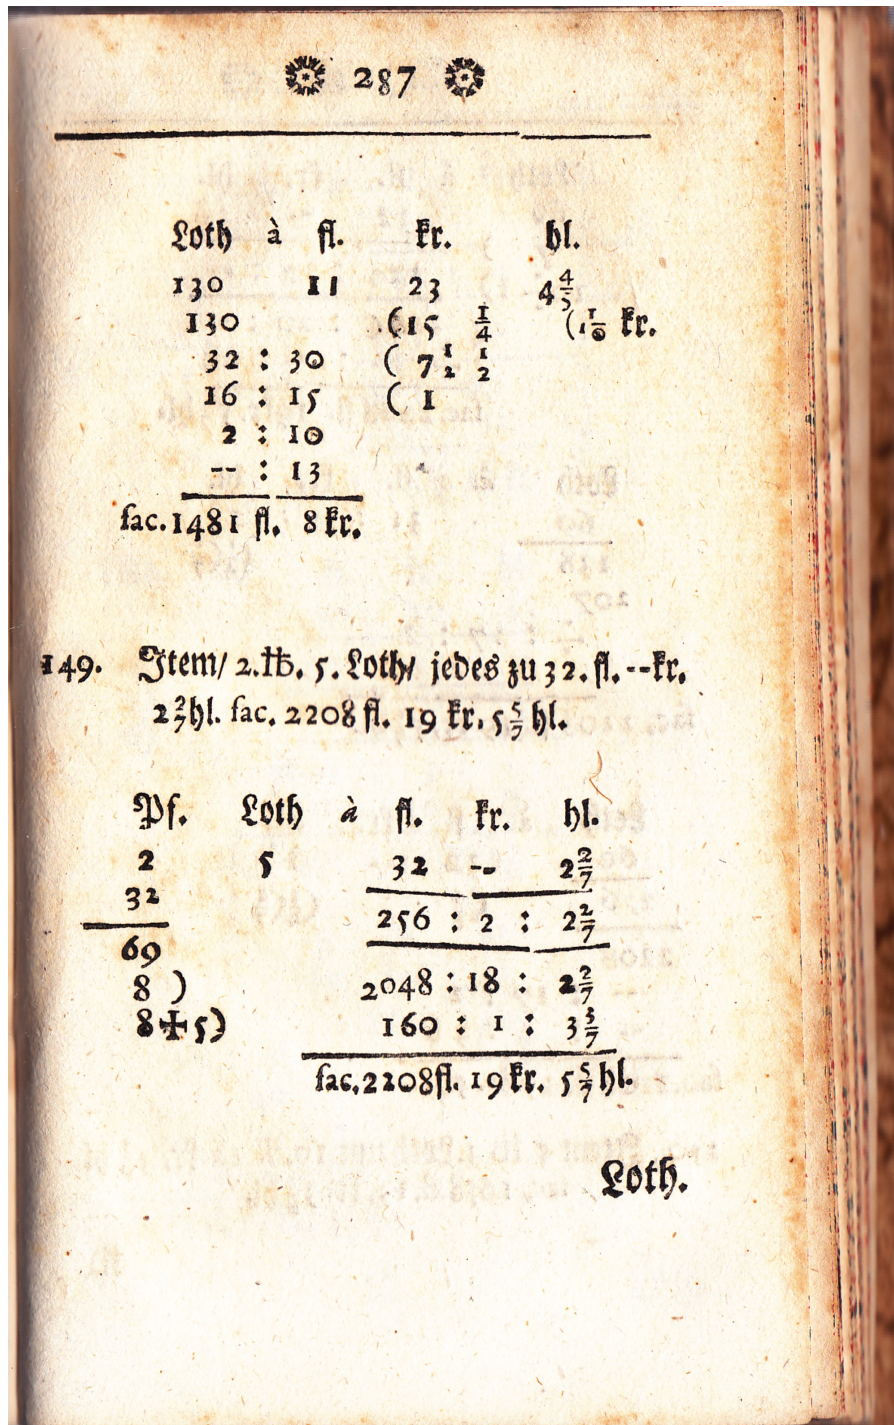 287
Loth à fl. kr. hl.
130 11 23 4 4/5
130 (15 1/4 (1 1/10 kr.
32 : 30 ( 7 1/2 1/2
16 : 15 ( 1
2 : 10
-- : 13
fac. 1481 fl. 8 kr.
149. Item/ 2. ℔. 5. Loth/ jedes zu 32. fl. -- kr.
2 2/7 hl. fac. 2208 fl. 19 kr. 5 5/7 hl.
Pf. Loth à fl. kr. hl.
2 5 32 -- 2 2/7
32
256 : 2 : 2 2/7
69
8 ) 2048 : 18 : 2 2/7
8 ✠ 5) 160 : 1 : 3 3/7
fac. 2208 fl. 19 kr. 5 5/7 hl.
Loth.